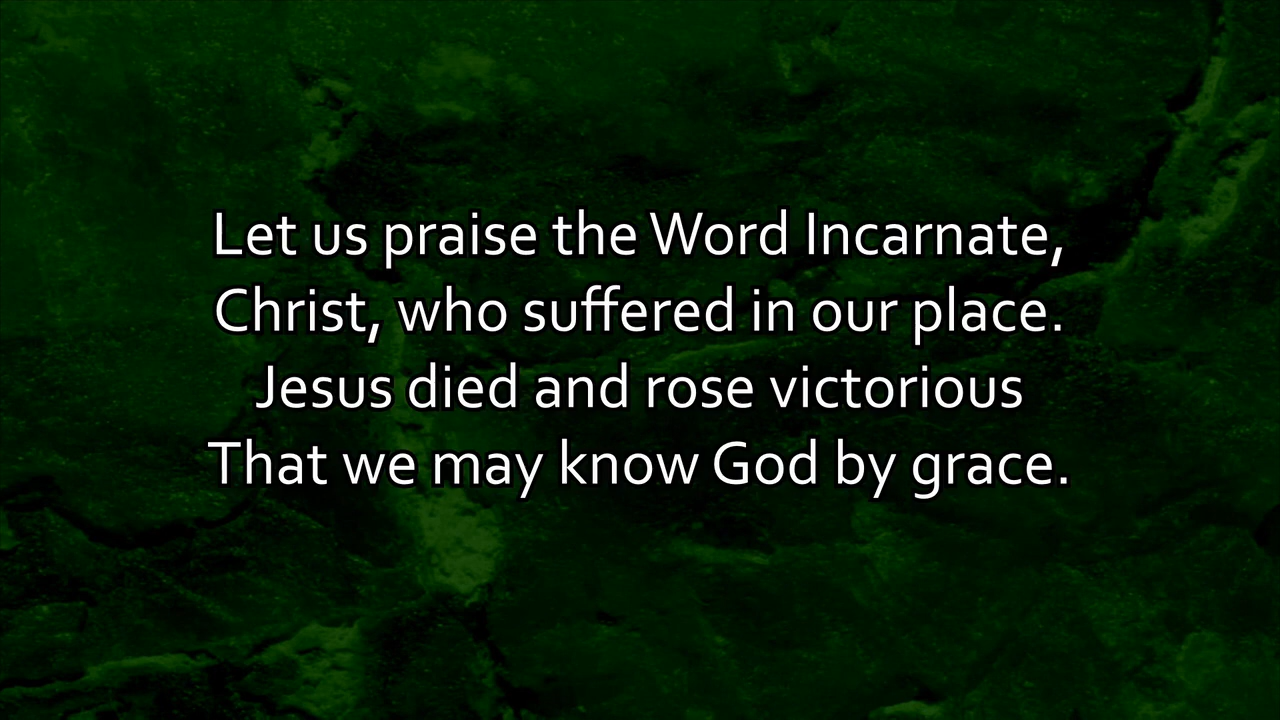 Let us praise the Word Incarnate,
Christ, who suffered in our place.
Jesus died and rose victorious
That we may know God by grace.